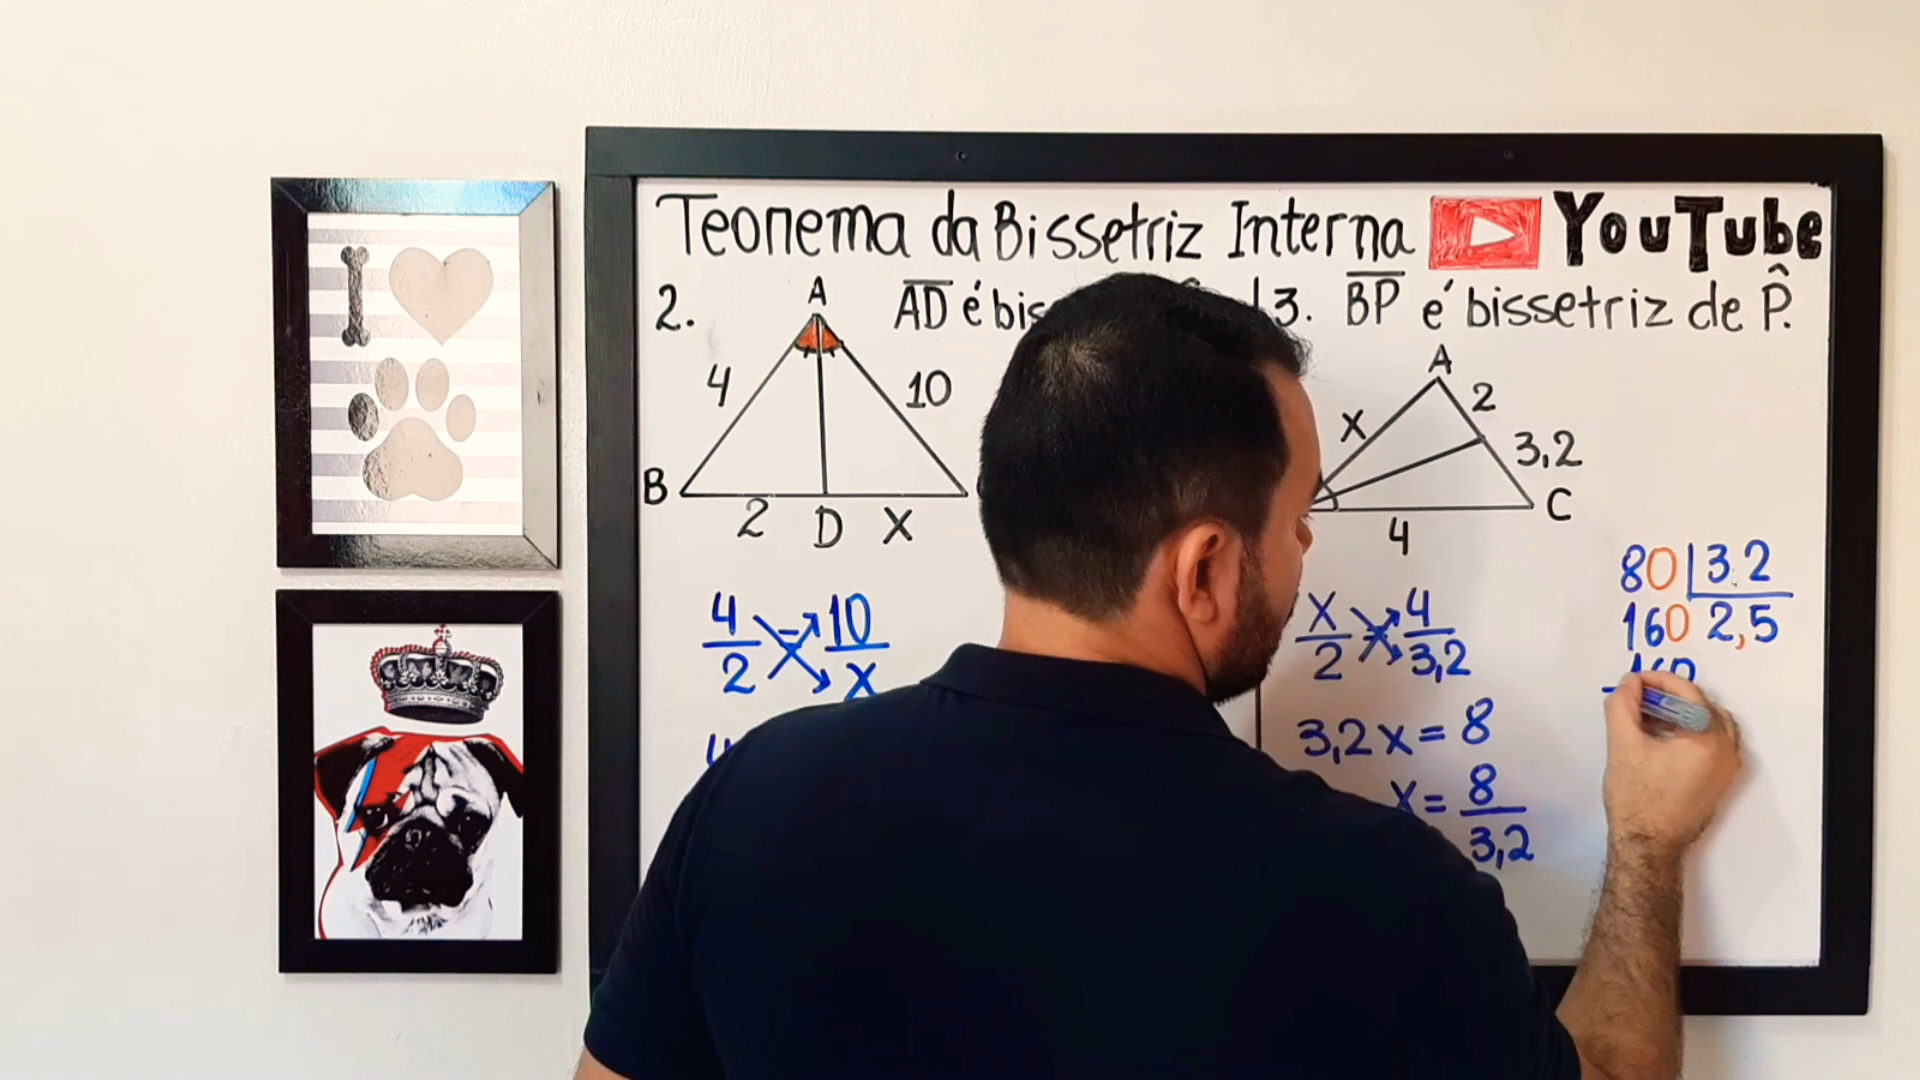 I
Teorema da Bissetriz Interna YouTube
2. AD é bis
A
4
10
B
2 D X
4/2 = 10/x
3. BP é bissetriz de P̂.
A
x
2
3,2
4
C
x/2 4/3,2
3,2x = 8
x = 8/3,2
80 | 3.2
160 2,5
160